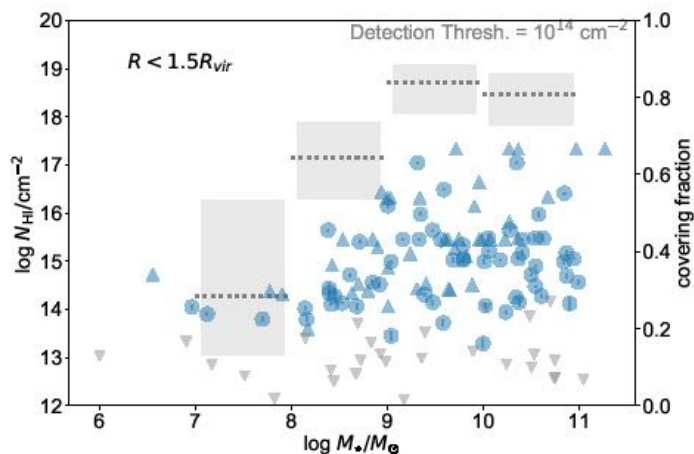 Detection Thresh. = 10¹⁴ cm⁻²
R < 1.5R_vir
log N_HI/cm⁻²
20
19
18
17
16
15
14
13
12
1.0
0.8
0.6
0.4
0.2
0.0
covering fraction
6 7 8 9 10 11
log M⋆/M⊙